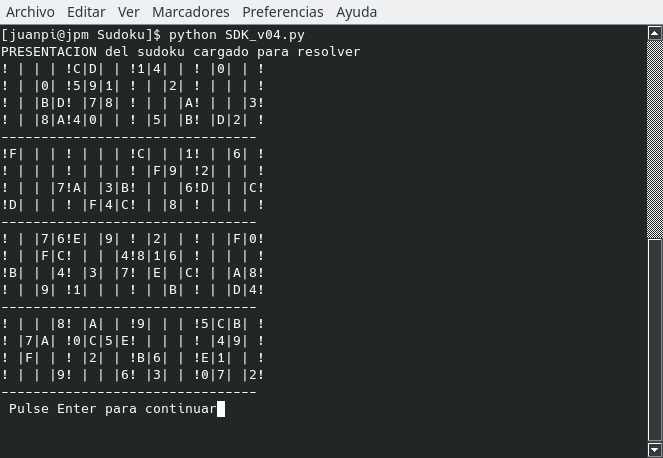 Archivo Editar Ver Marcadores Preferencias Ayuda
[juanpi@jpm Sudoku]$ python SDK_v04.py
PRESENTACION del sudoku cargado para resolver
! | | | !C|D| | !1|4| | ! |0| | !
! | |0| !5|9|1| ! | |2| ! | | | !
! | |B|D! |7|8| ! | | |A! | | |3!
! | |8|A!4|0| | ! |5| |B! |D|2| !
--------------------------------
!F| | | ! | | | !C| | |1! | |6| !
! | | | ! | | | ! |F|9| !2| | | !
! | | |7!A| |3|B! | | |6!D| | |C!
!D| | | ! |F|4|C! | |8| ! | | | !
--------------------------------
! | |7|6!E| |9| ! |2| | ! | |F|0!
! | |F|C! | | |4!8|1|6| ! | | | !
!B| | |4! |3| |7! |E| |C! | |A|8!
! | |9| !1| | | ! | |B| ! | |D|4!
--------------------------------
! | | |8! |A| | !9| | | !5|C|B| !
! |7|A| !0|C|5|E! | | | ! |4|9| !
! |F| | ! |2| | !B|6| | !E|1| | !
! | | |9! | | |6! |3| | !0|7| |2!
--------------------------------
 Pulse Enter para continuar